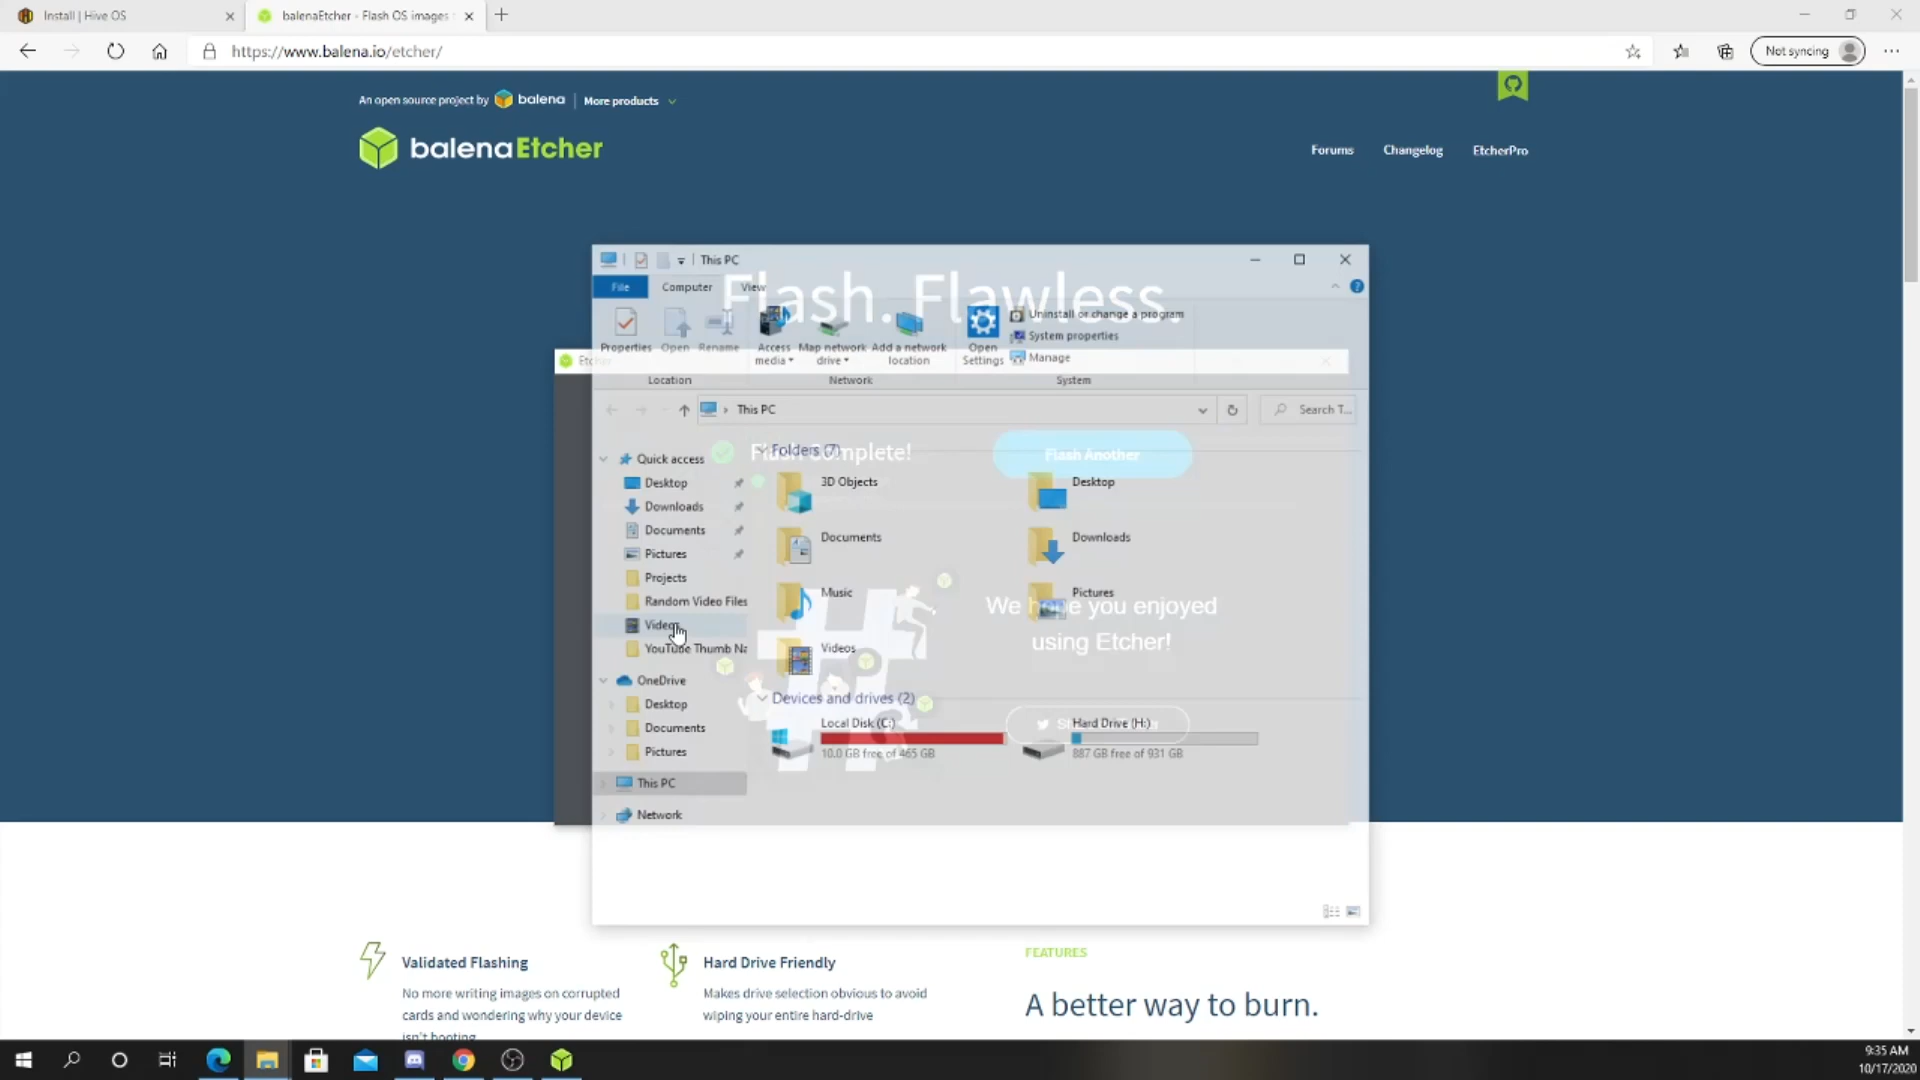 Install | Hive OS
balenaEtcher - Flash OS images
https://www.balena.io/etcher/
Not syncing
An open source project by balena
More products
balenaEtcher
Forums
Changelog
EtcherPro
This PC
File
Computer
View
Flash. Flawless.
Properties
Open
Rename
Access media
Map network drive
Add a network location
Open Settings
Uninstall or change a program
System properties
Manage
Location
Network
System
This PC
Search T...
Flash Complete!
Flash Another
Folders (7)
Quick access
Desktop
Downloads
Documents
Pictures
Projects
Random Video Files
Videos
YouTube Thumb Na
OneDrive
Desktop
Documents
Pictures
This PC
Network
3D Objects
Desktop
Documents
Downloads
Music
Pictures
Videos
We hope you enjoyed
using Etcher!
Devices and drives (2)
Local Disk (C:)
10.0 GB free of 465 GB
Hard Drive (H:)
887 GB free of 931 GB
Validated Flashing
No more writing images on corrupted
cards and wondering why your device
isn't booting
Hard Drive Friendly
Makes drive selection obvious to avoid
wiping your entire hard-drive
FEATURES
A better way to burn.
9:35 AM
10/17/2020